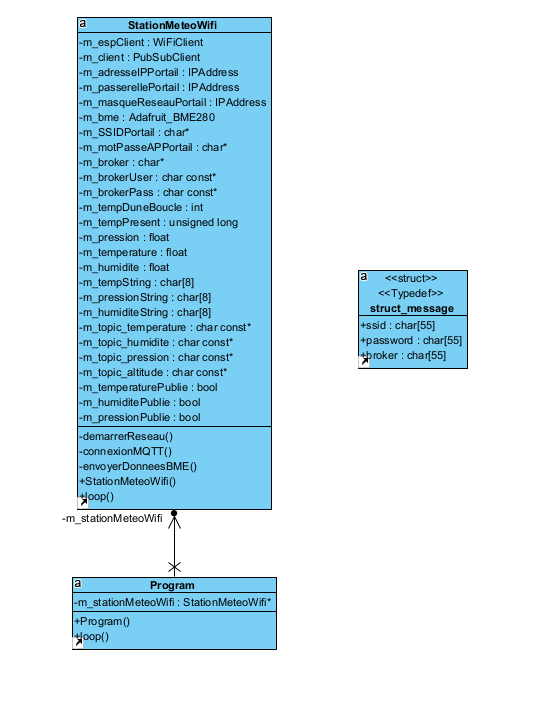 a
StationMeteoWifi
-m_espClient : WiFiClient
-m_client : PubSubClient
-m_adresseIPPortail : IPAddress
-m_passerellePortail : IPAddress
-m_masqueReseauPortail : IPAddress
-m_bme : Adafruit_BME280
-m_SSIDPortail : char*
-m_motPasseAPPortail : char*
-m_broker : char*
-m_brokerUser : char const*
-m_brokerPass : char const*
-m_tempDuneBoucle : int
-m_tempPresent : unsigned long
-m_pression : float
-m_temperature : float
-m_humidite : float
-m_tempString : char[8]
-m_pressionString : char[8]
-m_humiditeString : char[8]
-m_topic_temperature : char const*
-m_topic_humidite : char const*
-m_topic_pression : char const*
-m_topic_altitude : char const*
-m_temperaturePublie : bool
-m_humiditePublie : bool
-m_pressionPublie : bool
-demarrerReseau()
-connexionMQTT()
-envoyerDonneesBME()
+StationMeteoWifi()
+loop()
-m_stationMeteoWifi
a
Program
-m_stationMeteoWifi : StationMeteoWifi*
+Program()
+loop()
a
<<struct>>
<<Typedef>>
struct_message
+ssid : char[55]
+password : char[55]
+broker : char[55]